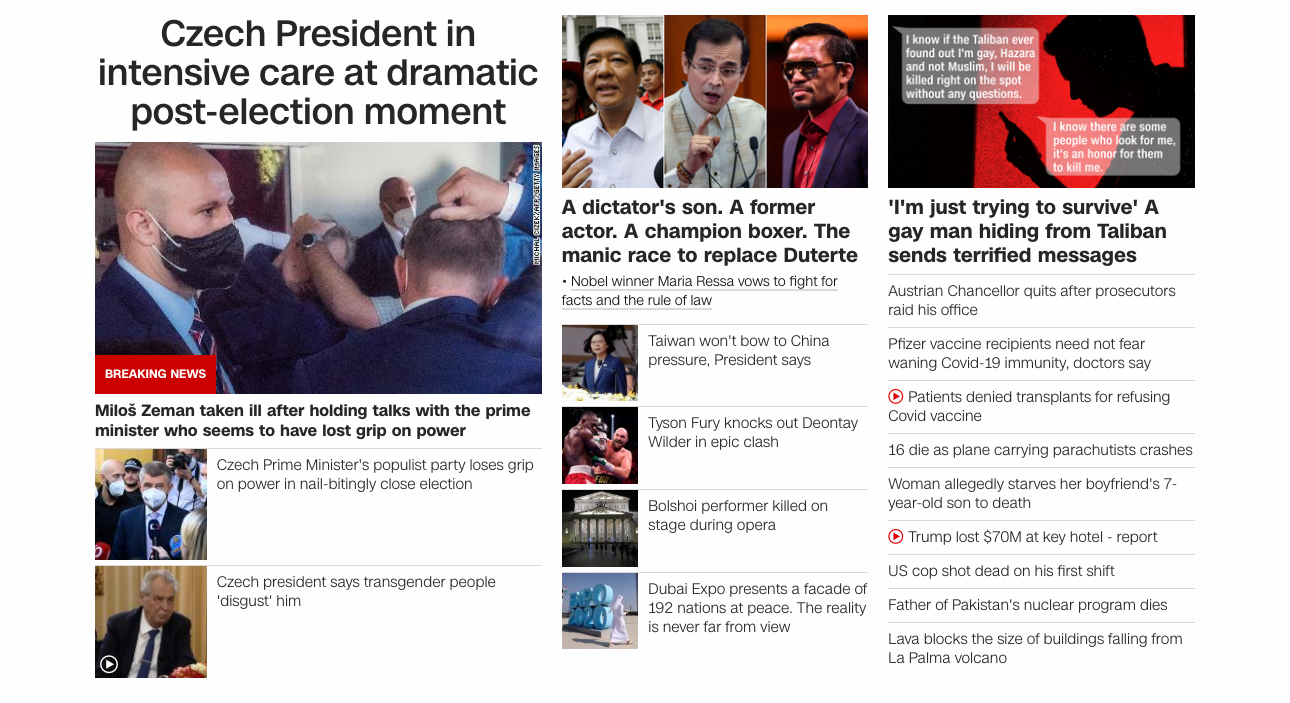 Czech President in
intensive care at dramatic
post-election moment
MICHAL CIZEK/AFP/GETTY IMAGES
BREAKING NEWS
Miloš Zeman taken ill after holding talks with the prime
minister who seems to have lost grip on power
Czech Prime Minister's populist party loses grip
on power in nail-bitingly close election
Czech president says transgender people
'disgust' him
A dictator's son. A former
actor. A champion boxer. The
manic race to replace Duterte
• Nobel winner Maria Ressa vows to fight for
facts and the rule of law
Taiwan won't bow to China
pressure, President says
Tyson Fury knocks out Deontay
Wilder in epic clash
Bolshoi performer killed on
stage during opera
EXPO
2020
Dubai Expo presents a facade of
192 nations at peace. The reality
is never far from view
I know if the Taliban ever
found out I'm gay, Hazara
and not Muslim, I will be
killed right on the spot
without any questions.
I know there are some
people who look for me,
it's an honor for them
to kill me.
'I'm just trying to survive' A
gay man hiding from Taliban
sends terrified messages
Austrian Chancellor quits after prosecutors
raid his office
Pfizer vaccine recipients need not fear
waning Covid-19 immunity, doctors say
Patients denied transplants for refusing
Covid vaccine
16 die as plane carrying parachutists crashes
Woman allegedly starves her boyfriend's 7-
year-old son to death
Trump lost $70M at key hotel - report
US cop shot dead on his first shift
Father of Pakistan's nuclear program dies
Lava blocks the size of buildings falling from
La Palma volcano